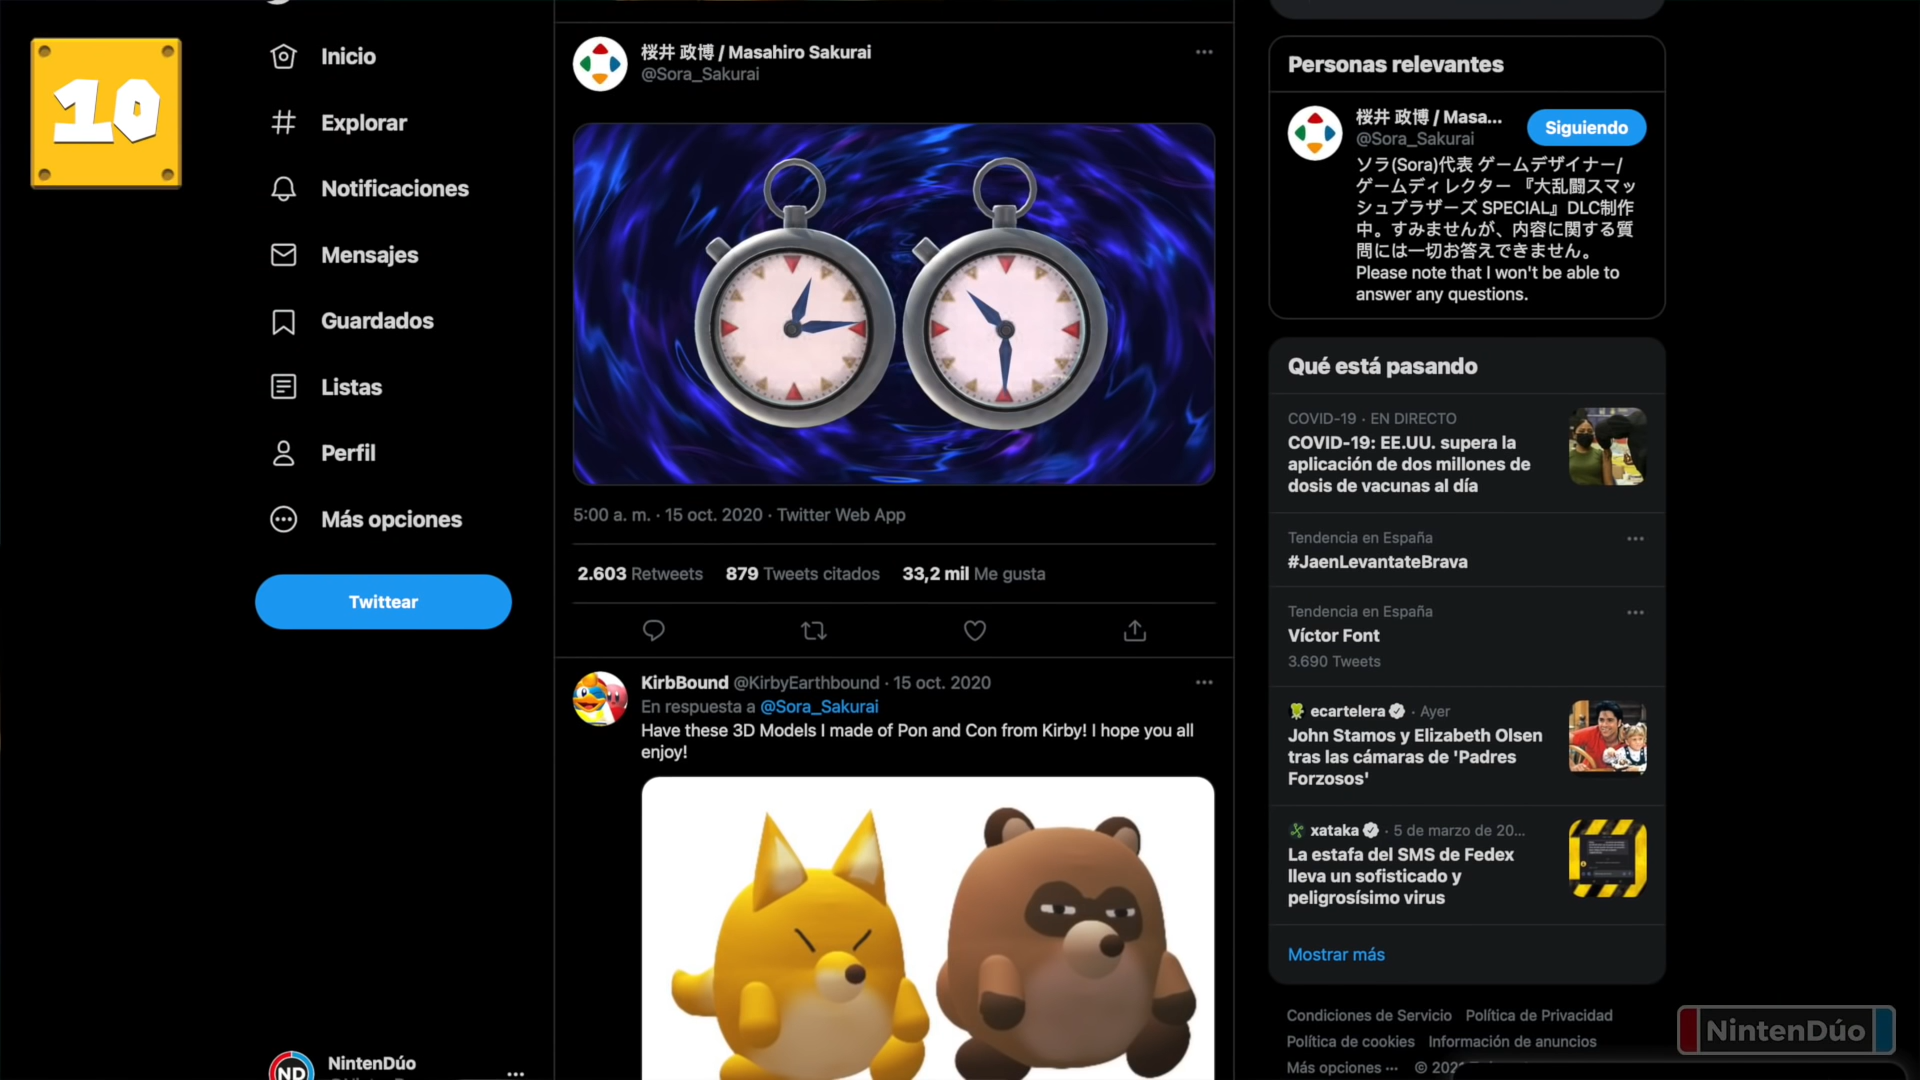 10
Inicio
Explorar
Notificaciones
Mensajes
Guardados
Listas
Perfil
Más opciones
Twittear
NintenDúo
ND
桜井 政博 / Masahiro Sakurai
@Sora_Sakurai
5:00 a. m. · 15 oct. 2020 · Twitter Web App
2.603 Retweets 879 Tweets citados 33,2 mil Me gusta
KirbBound @KirbyEarthbound · 15 oct. 2020
En respuesta a @Sora_Sakurai
Have these 3D Models I made of Pon and Con from Kirby! I hope you all
enjoy!
Personas relevantes
桜井 政博 / Masa...
@Sora_Sakurai
Siguiendo
ソラ(Sora)代表 ゲームデザイナー/
ゲームディレクター 『大乱闘スマッ
シュブラザーズ SPECIAL』DLC制作
中。すみませんが、内容に関する質
問には一切お答えできません。
Please note that I won't be able to
answer any questions.
Qué está pasando
COVID-19 · EN DIRECTO
COVID-19: EE.UU. supera la
aplicación de dos millones de
dosis de vacunas al día
Tendencia en España
#JaenLevantateBrava
Tendencia en España
Víctor Font
3.690 Tweets
ecartelera · Ayer
John Stamos y Elizabeth Olsen
tras las cámaras de 'Padres
Forzosos'
xataka · 5 de marzo de 20...
La estafa del SMS de Fedex
lleva un sofisticado y
peligrosísimo virus
Mostrar más
Condiciones de Servicio Política de Privacidad
Política de cookies Información de anuncios
Más opciones ··· ©
NintenDúo